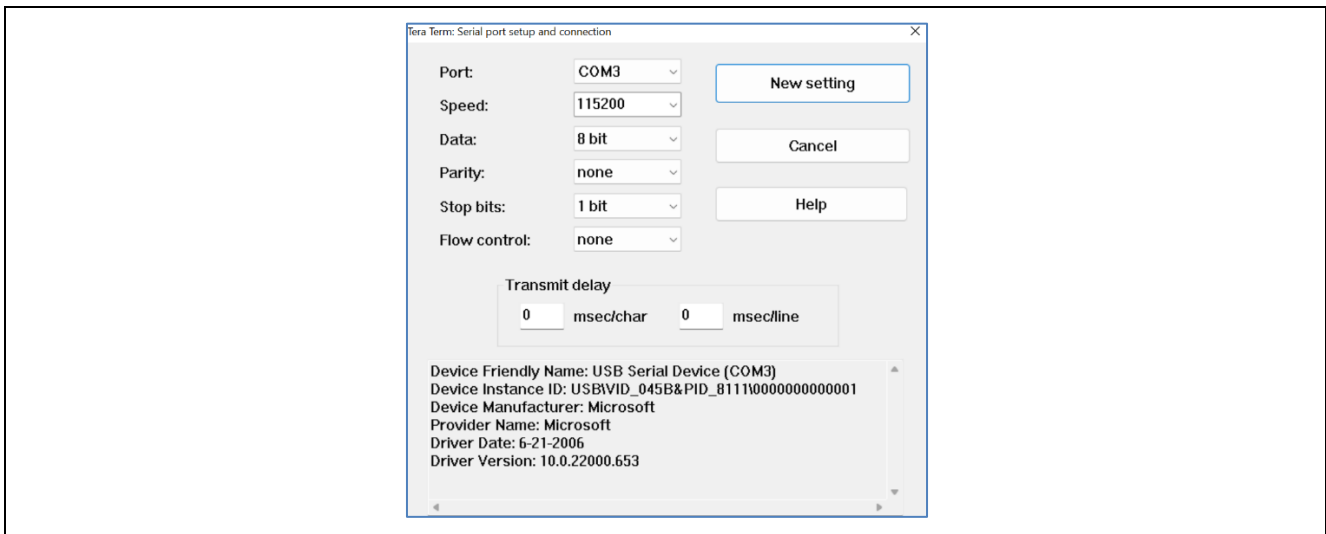 Tera Term: Serial port setup and connection
Port: COM3 New setting
Speed: 115200
Data: 8 bit Cancel
Parity: none
Stop bits: 1 bit Help
Flow control: none
Transmit delay
0 msec/char 0 msec/line
Device Friendly Name: USB Serial Device (COM3)
Device Instance ID: USB\VID_045B&PID_8111\0000000000001
Device Manufacturer: Microsoft
Provider Name: Microsoft
Driver Date: 6-21-2006
Driver Version: 10.0.22000.653